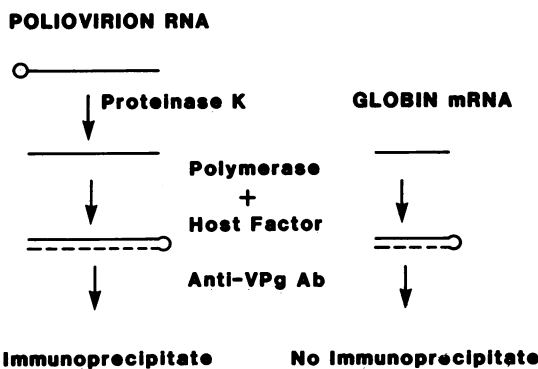 POLIOVIRION RNA
Proteinase K
GLOBIN mRNA
Polymerase
+
Host Factor
Anti-VPg Ab
Immunoprecipitate
No Immunoprecipitate